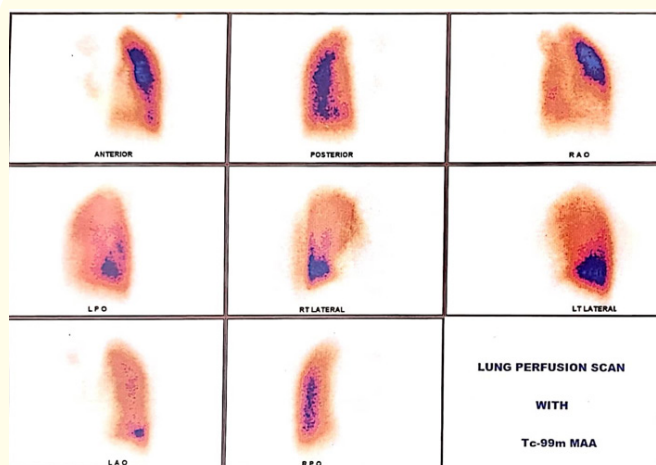 ANTERIOR
POSTERIOR
R A O
L P O
RT LATERAL
LT LATERAL
L A O
R P O
LUNG PERFUSION SCAN
WITH
Tc-99m MAA